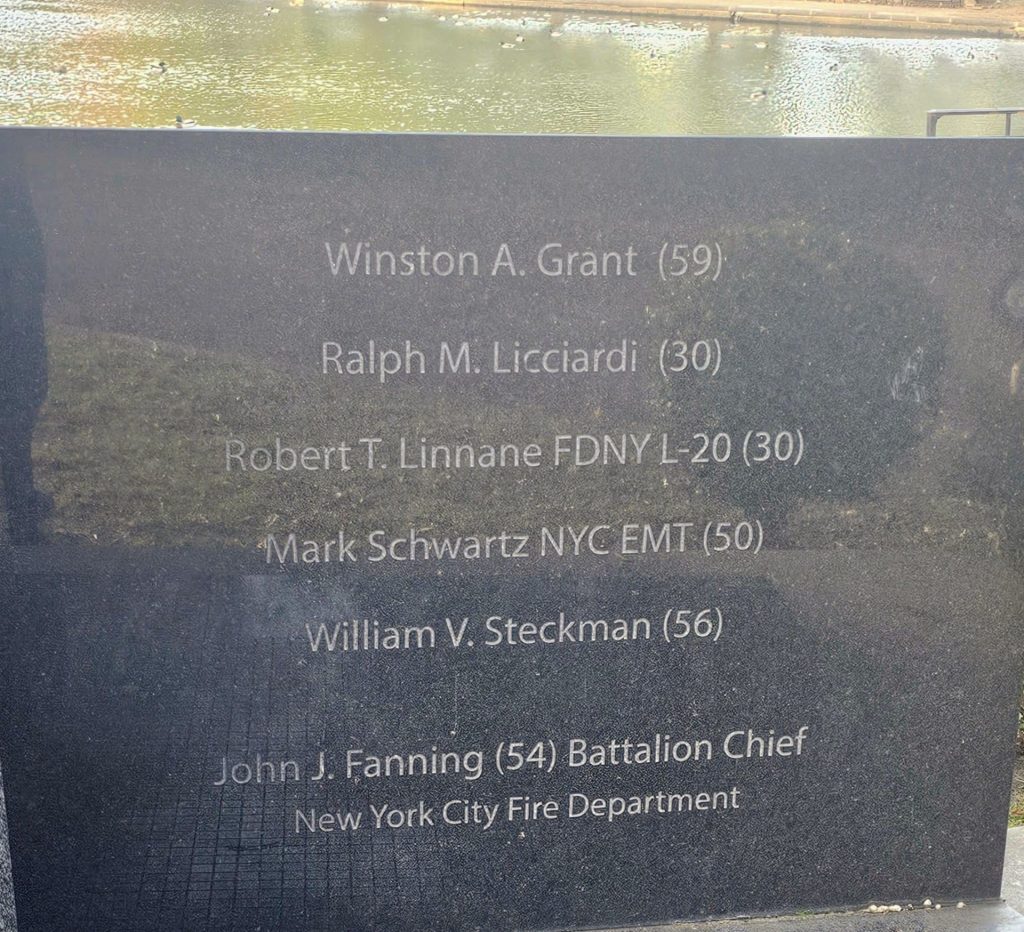 Winston A. Grant (59)
Ralph M. Licciardi (30)
Robert T. Linnane FDNY L-20 (30)
Mark Schwartz NYC EMT (50)
William V. Steckman (56)
John J. Fanning (54) Battalion Chief
New York City Fire Department